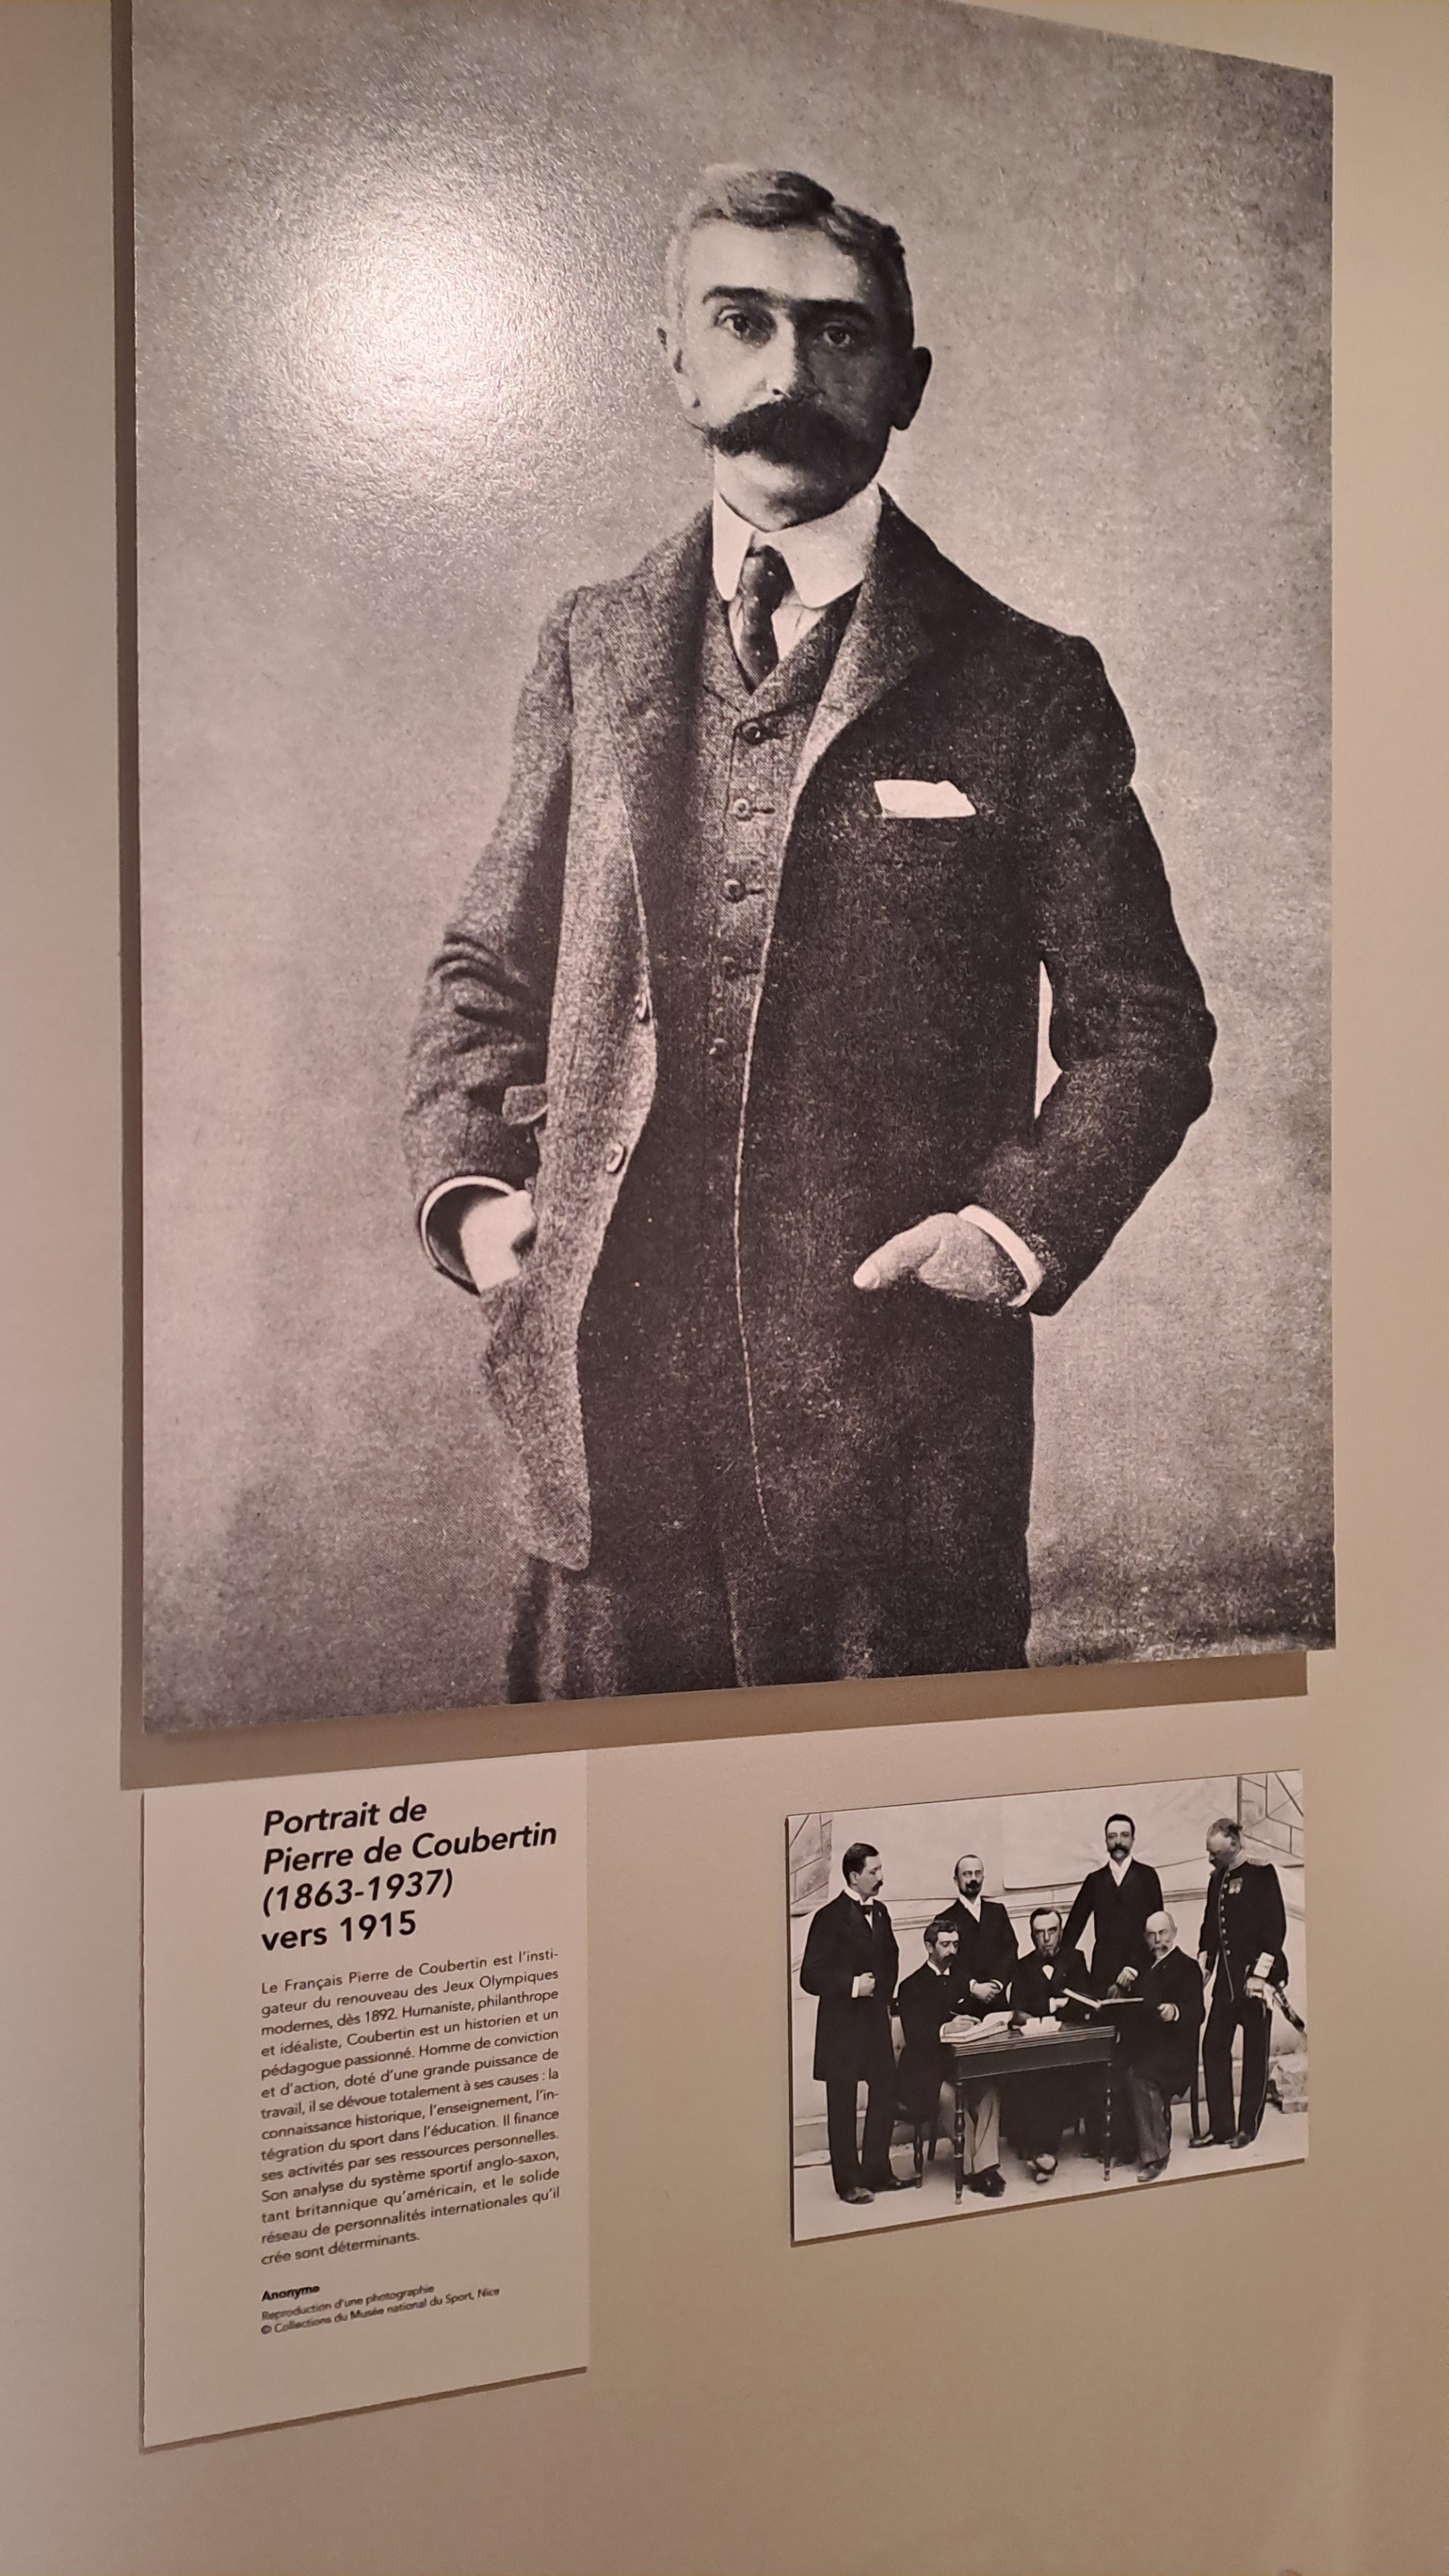 Portrait de
Pierre de Coubertin
(1863-1937)
vers 1915
Le Français Pierre de Coubertin est l'insti-
gateur du renouveau des Jeux Olympiques
modernes, dès 1892. Humaniste, philanthrope
et idéaliste, Coubertin est un historien et un
pédagogue passionné. Homme de conviction
et d'action, doté d'une grande puissance de
travail, il se dévoue totalement à ses causes : la
connaissance historique, l'enseignement, l'in-
tégration du sport dans l'éducation. Il finance
ses activités par ses ressources personnelles.
Son analyse du système sportif anglo-saxon,
tant britannique qu'américain, et le solide
réseau de personnalités internationales qu'il
crée sont déterminants.
Anonyme
Reproduction d'une photographie
© Collections du Musée national du Sport, Nice